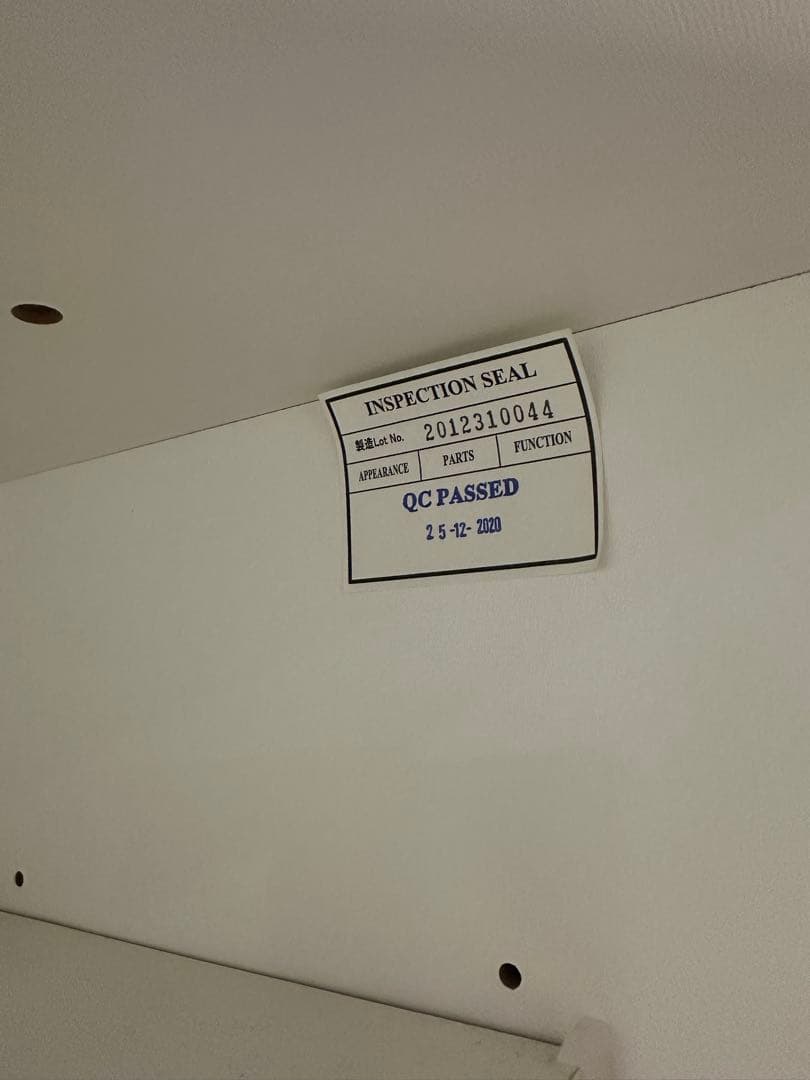 INSPECTION SEAL
製造Lot No. 2012310044
APPEARANCE PARTS FUNCTION
QC PASSED
25-12-2020